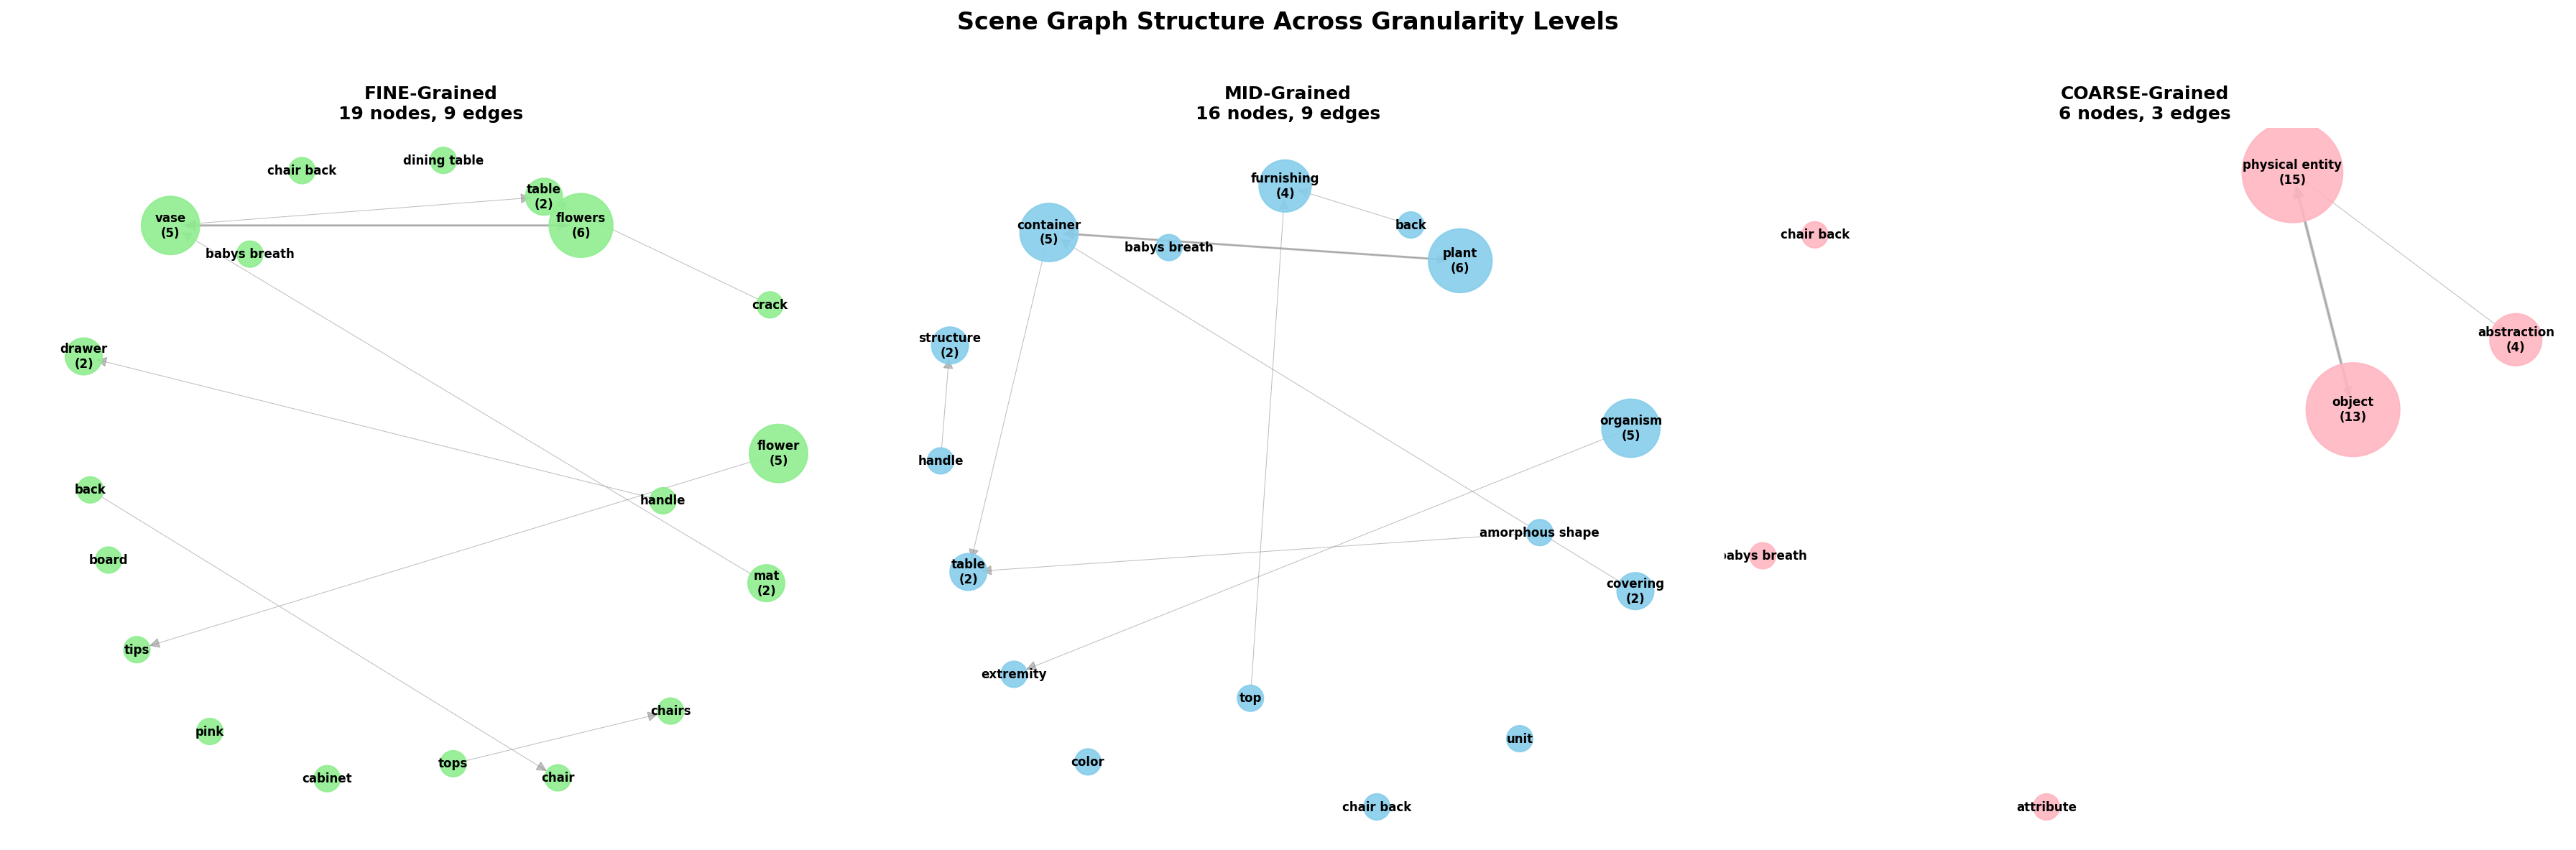 Scene Graph Structure Across Granularity Levels
FINE-Grained
19 nodes, 9 edges
chair back
dining table
table
(2)
vase
(5)
flowers
(6)
babys breath
crack
drawer
(2)
flower
(5)
back
handle
board
mat
(2)
tips
chairs
pink
tops
cabinet
chair
MID-Grained
16 nodes, 9 edges
furnishing
(4)
container
(5)
back
babys breath
plant
(6)
structure
(2)
organism
(5)
handle
amorphous shape
table
(2)
covering
(2)
extremity
top
unit
color
chair back
COARSE-Grained
6 nodes, 3 edges
physical entity
(15)
chair back
abstraction
(4)
object
(13)
abys breath
attribute